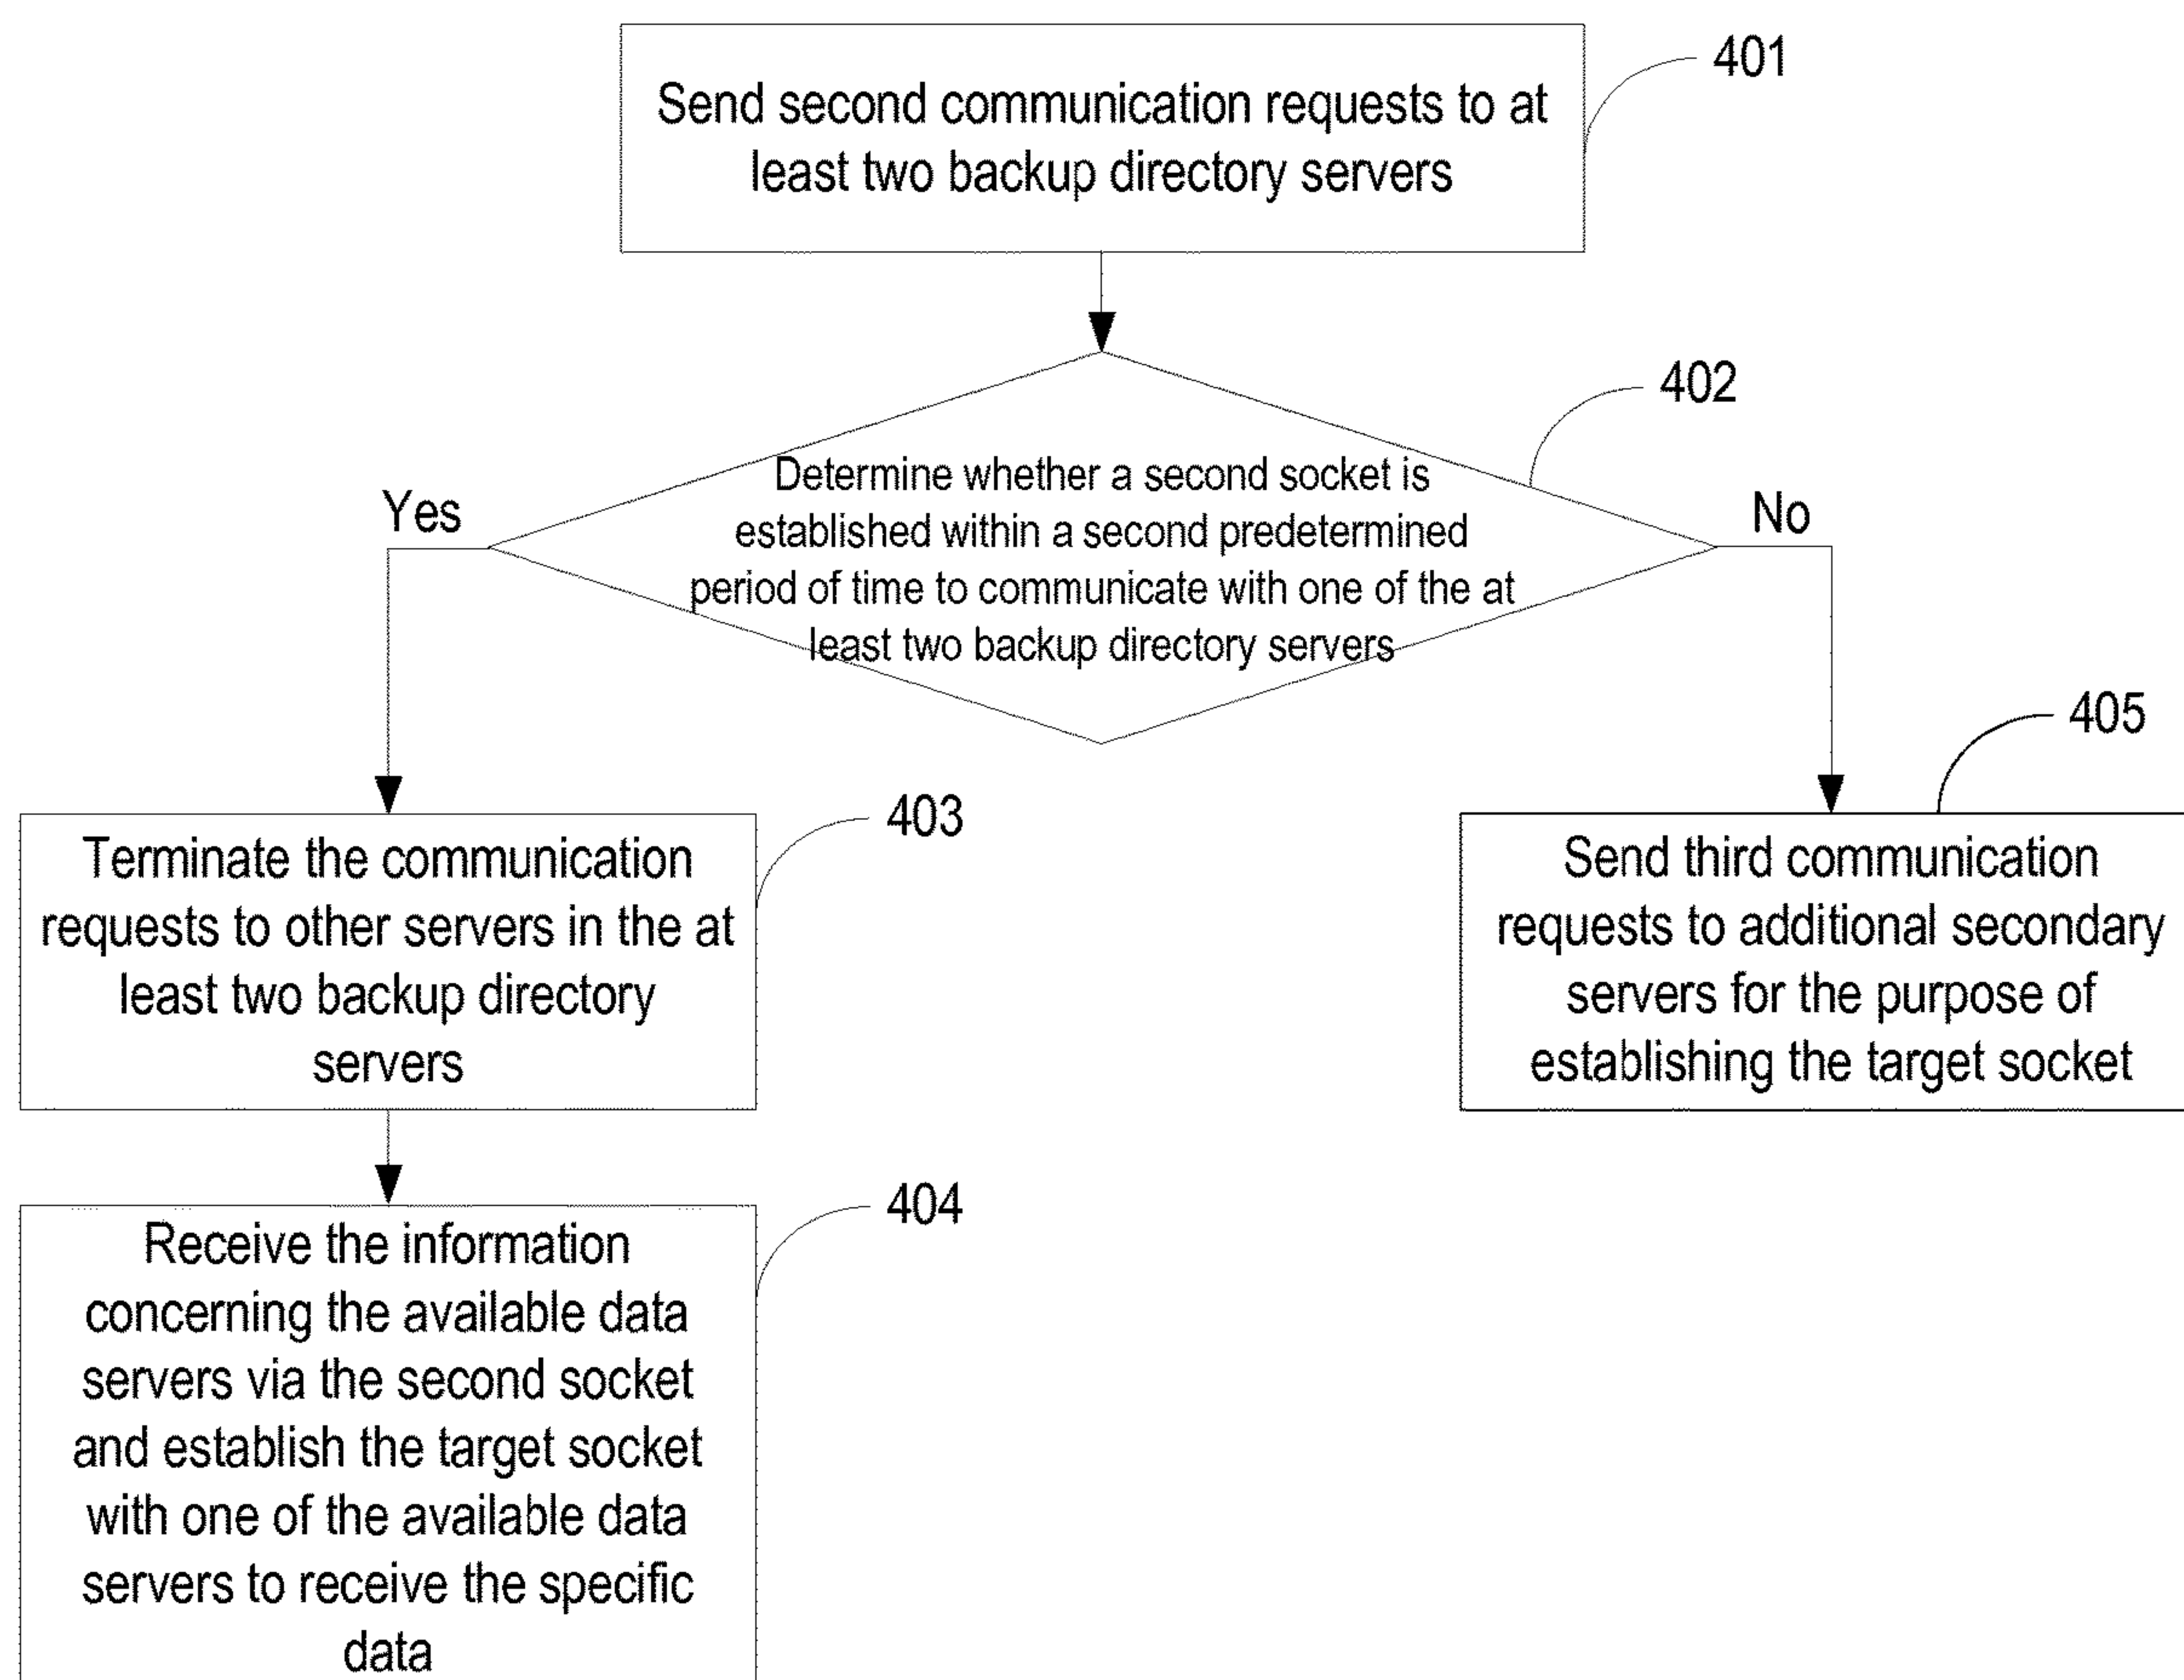 Send second communication requests to at
least two backup directory servers
401
Determine whether a second socket is
established within a second predetermined
period of time to communicate with one of the at
least two backup directory servers
402
Yes
No
Terminate the communication
requests to other servers in the at
least two backup directory
servers
403
Send third communication
requests to additional secondary
servers for the purpose of
establishing the target socket
405
Receive the information
concerning the available data
servers via the second socket
and establish the target socket
with one of the available data
servers to receive the specific
data
404